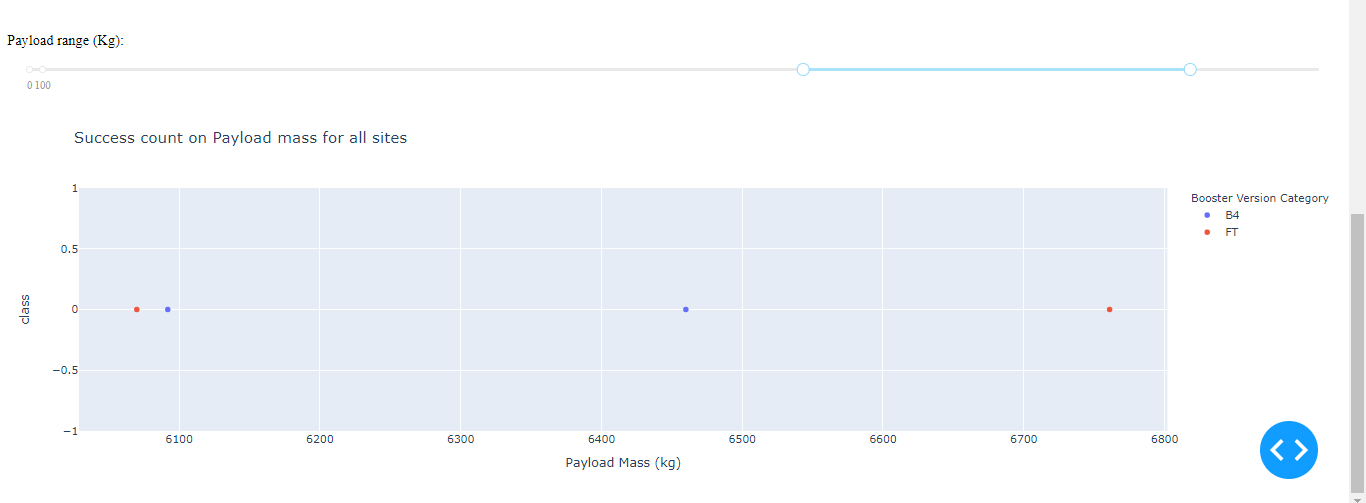 Payload range (Kg):
0 100
Success count on Payload mass for all sites
1
0.5
0
−0.5
−1
class
6100 6200 6300 6400 6500 6600 6700 6800
Payload Mass (kg)
Booster Version Category
B4
FT